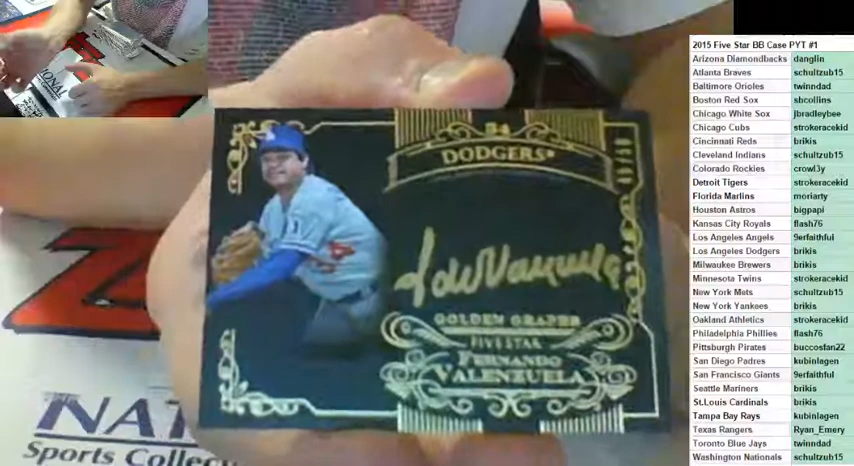 34
DODGERS
GOLDEN GRAPHS
FIVE STAR
FERNANDO
VALENZUELA
NAT
Sports Collec
2015 Five Star BB Case PYT #1
Arizona Diamondbacks danglin
Atlanta Braves schultzub15
Baltimore Orioles twinndad
Boston Red Sox sbcollins
Chicago White Sox jbradleybee
Chicago Cubs strokeracekid
Cincinnati Reds brikis
Cleveland Indians schultzub15
Colorado Rockies crowl3y
Detroit Tigers strokeracekid
Florida Marlins moriarty
Houston Astros bigpapi
Kansas City Royals flash76
Los Angeles Angels 9erfaithful
Los Angeles Dodgers brikis
Milwaukee Brewers brikis
Minnesota Twins strokeracekid
New York Mets schultzub15
New York Yankees brikis
Oakland Athletics strokeracekid
Philadelphia Phillies flash76
Pittsburgh Pirates buccosfan22
San Diego Padres kubinlagen
San Francisco Giants 9erfaithful
Seattle Mariners brikis
St.Louis Cardinals brikis
Tampa Bay Rays kubinlagen
Texas Rangers Ryan_Emery
Toronto Blue Jays twinndad
Washington Nationals schultzub15